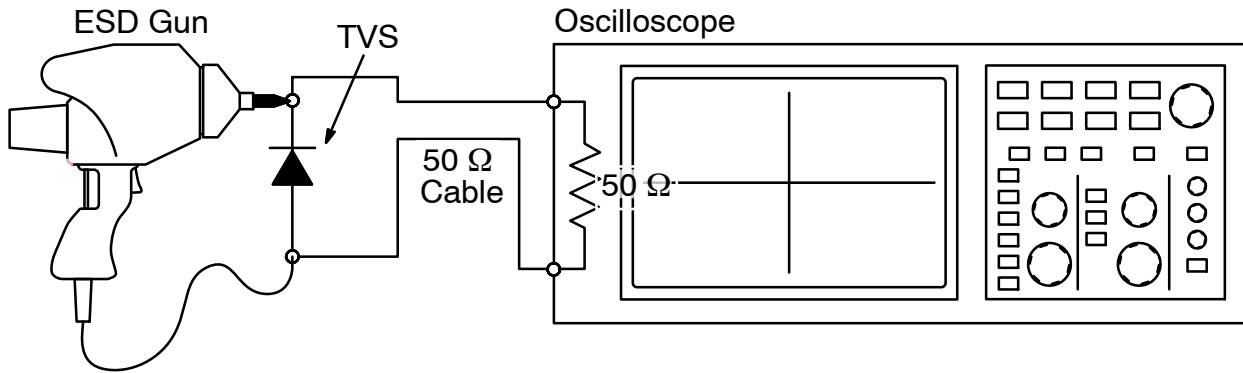 ESD Gun
TVS
Oscilloscope
50 Ω
Cable
50 Ω